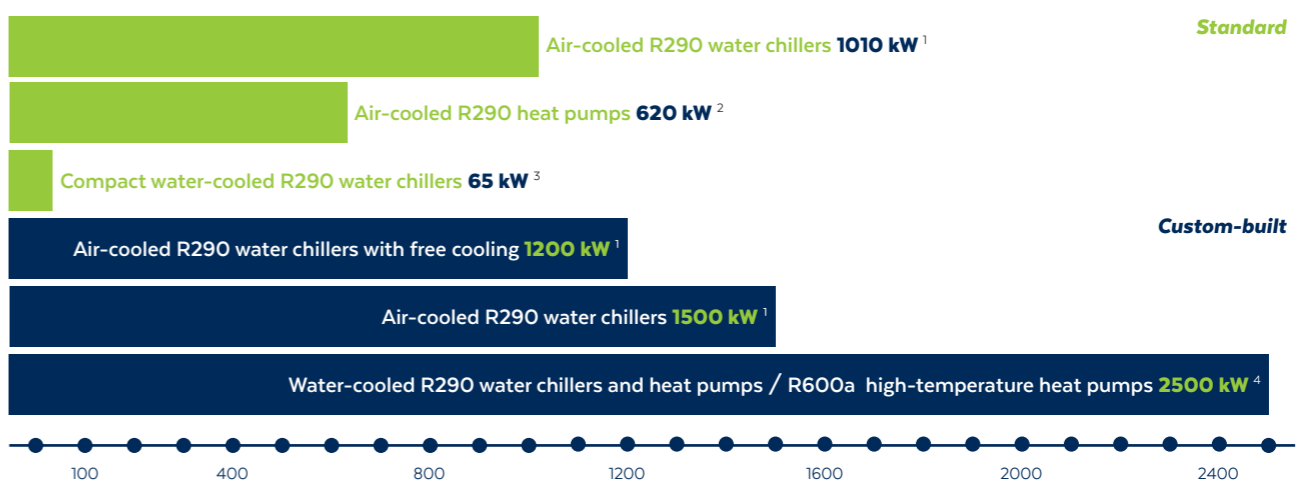 Standard
Air-cooled R290 water chillers 1010 kW ¹
Air-cooled R290 heat pumps 620 kW ²
Compact water-cooled R290 water chillers 65 kW ³
Custom-built
Air-cooled R290 water chillers with free cooling 1200 kW ¹
Air-cooled R290 water chillers 1500 kW ¹
Water-cooled R290 water chillers and heat pumps / R600a high-temperature heat pumps 2500 kW ⁴
100 400 800 1200 1600 2000 2400